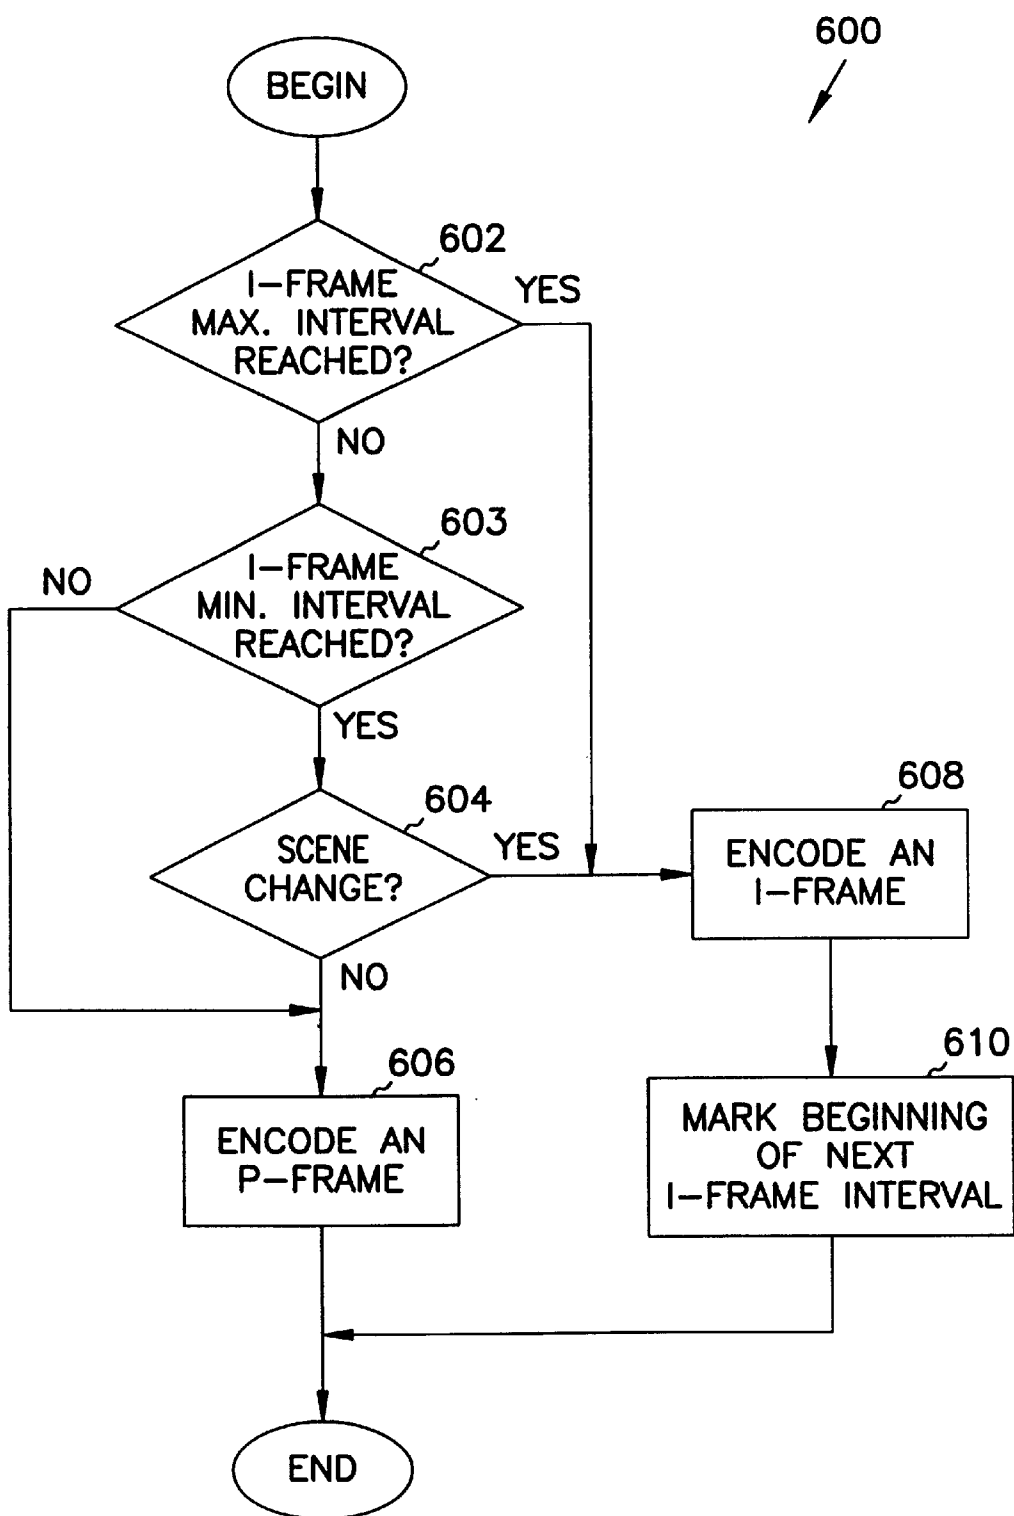 600
BEGIN
602
I-FRAME
MAX. INTERVAL
REACHED?
YES
NO
603
I-FRAME
MIN. INTERVAL
REACHED?
NO
YES
604
SCENE
CHANGE?
YES
NO
608
ENCODE AN
I-FRAME
606
ENCODE AN
P-FRAME
610
MARK BEGINNING
OF NEXT
I-FRAME INTERVAL
END